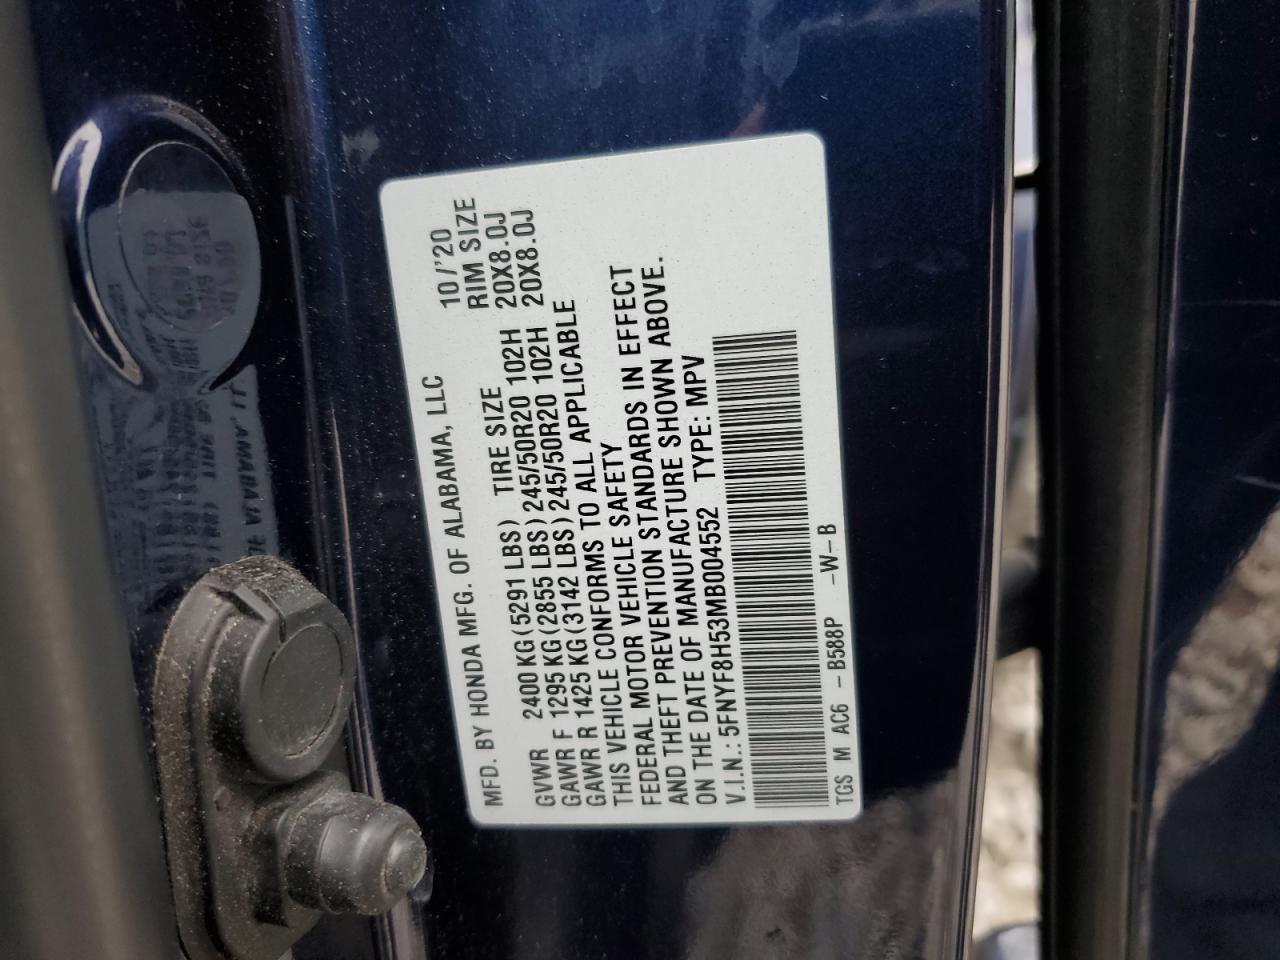 MFD. BY HONDA MFG. OF ALABAMA, LLC 10/'20
GVWR 2400 KG(5291 LBS) TIRE SIZE RIM SIZE
GAWR F 1295 KG(2855 LBS)245/50R20 102H 20X8.0J
GAWR R 1425 KG(3142 LBS)245/50R20 102H 20X8.0J
THIS VEHICLE CONFORMS TO ALL APPLICABLE
FEDERAL MOTOR VEHICLE SAFETY
AND THEFT PREVENTION STANDARDS IN EFFECT
ON THE DATE OF MANUFACTURE SHOWN ABOVE.
V.I.N.: 5FNYF8H53MB004552 TYPE: MPV
TGS M AC6 - B588P -W-B